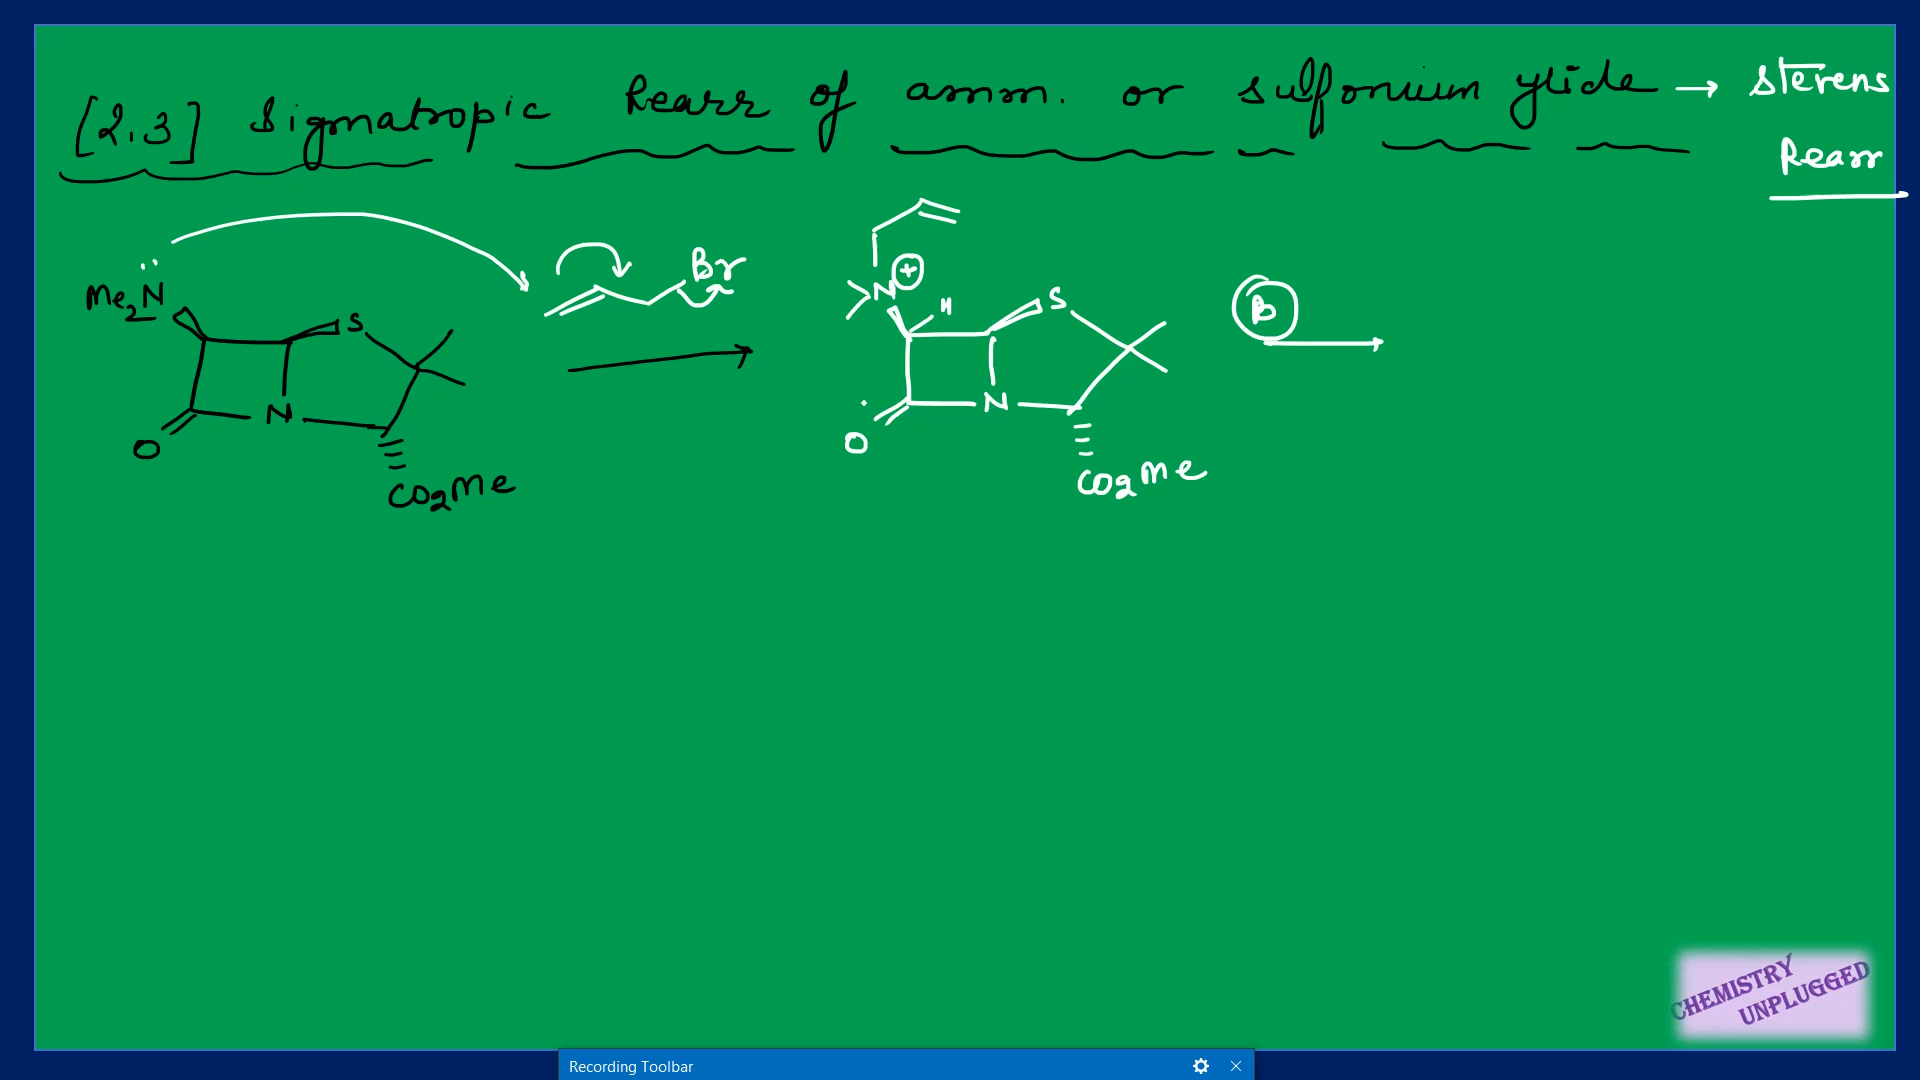 [2,3] Sigmatropic Rearr of amm. or sulfonium ylide → Stevens
Rearr
Me2N
Br
S
N
O
CO2Me
N
+
H
S
N
O
CO2Me
B
CHEMISTRY
UNPLUGGED
Recording Toolbar